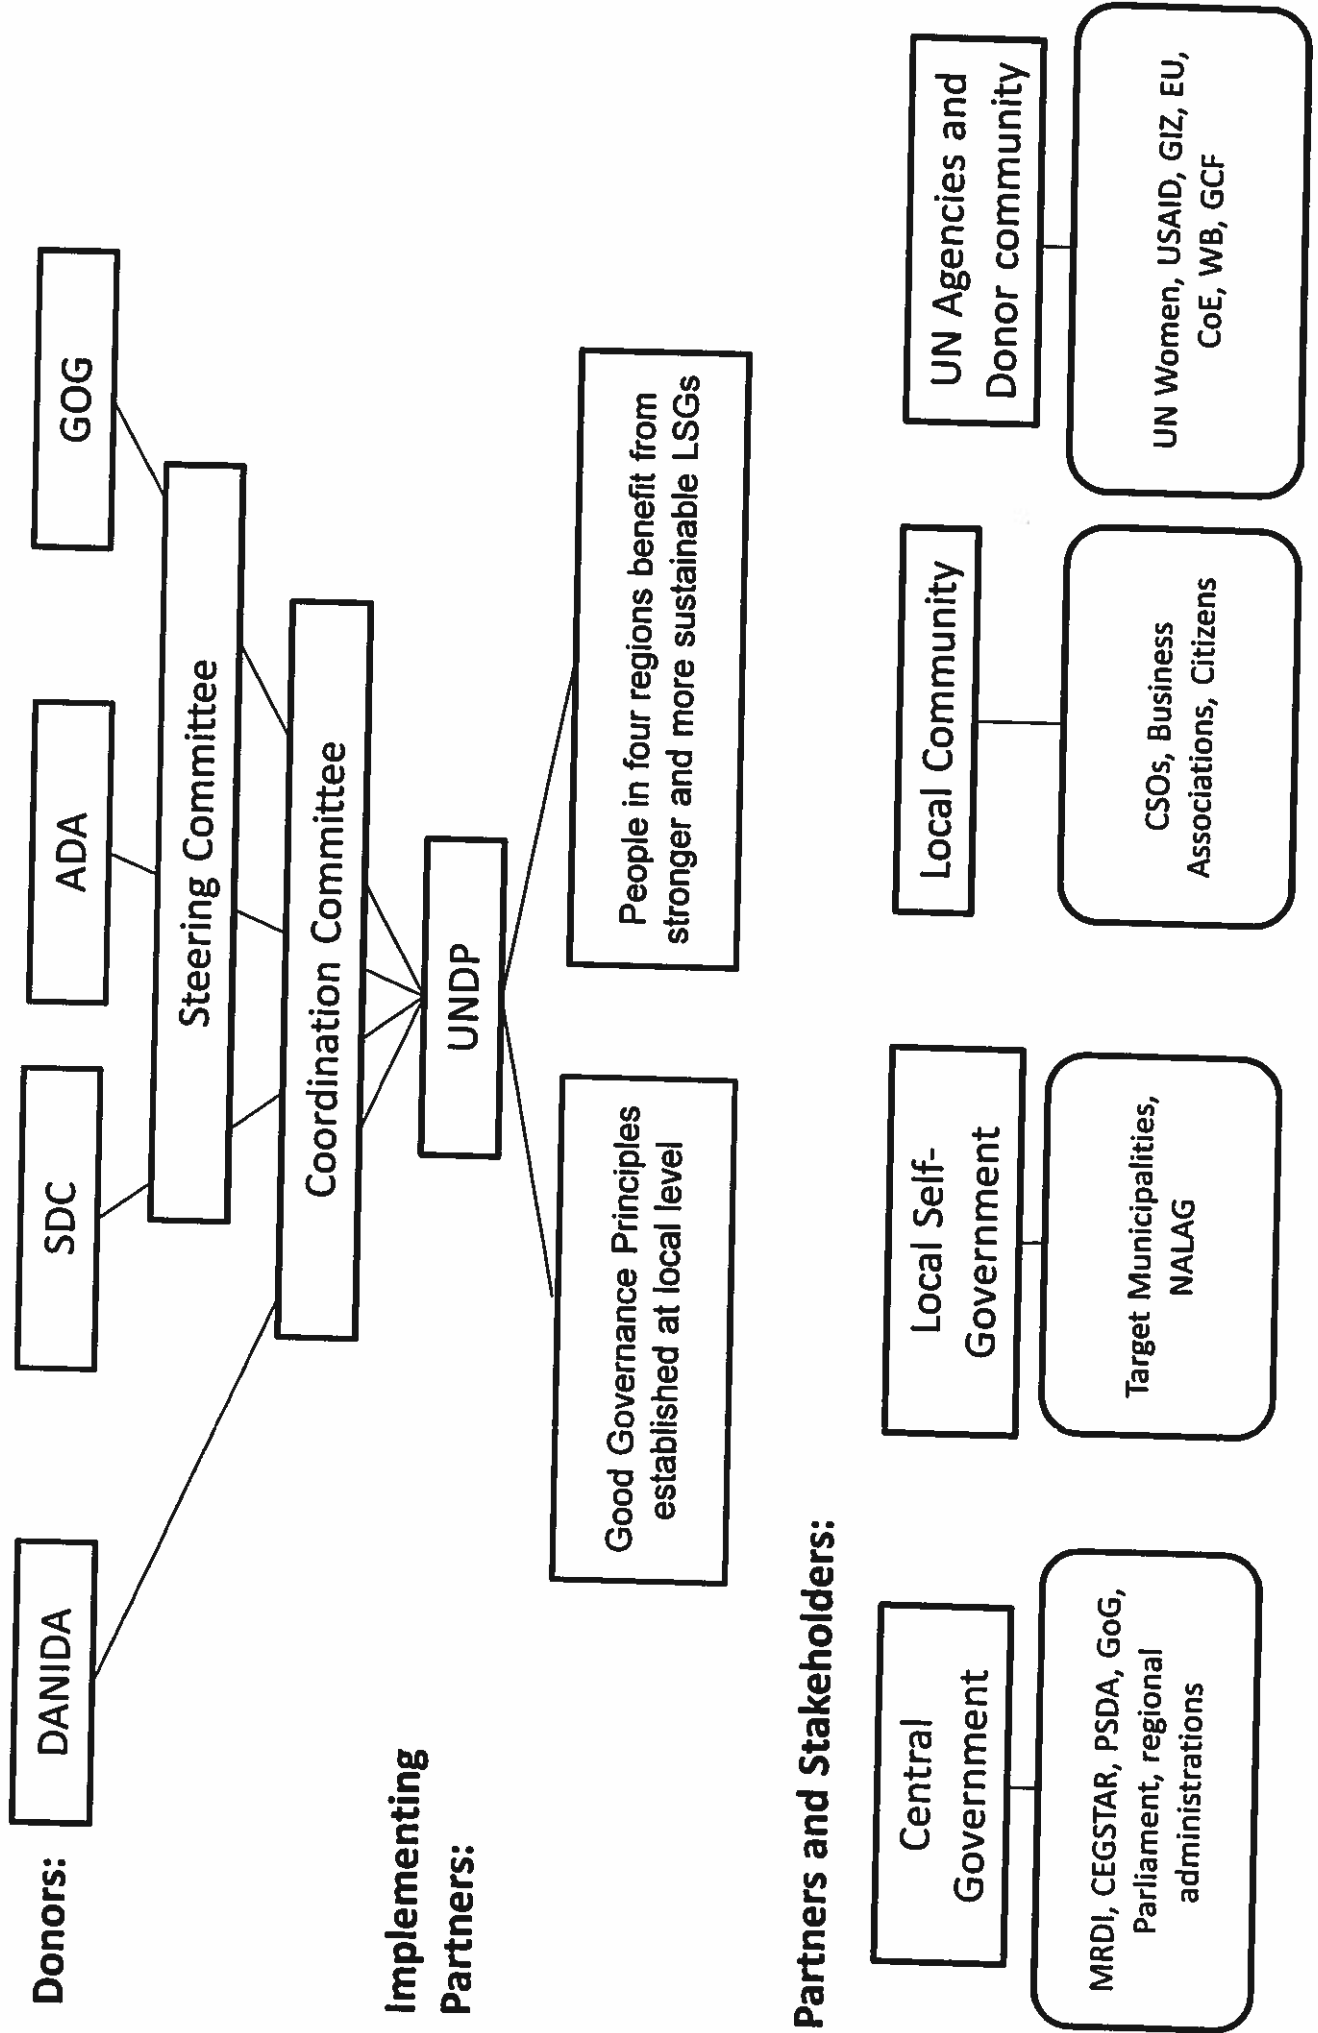 Donors:
DANIDA
SDC
ADA
GOG
Steering Committee
Coordination Committee
Implementing
Partners:
UNDP
Good Governance Principles
established at local level
People in four regions benefit from
stronger and more sustainable LSGs
Partners and Stakeholders:
Central
Government
MRDI, CEGSTAR, PSDA, GoG,
Parliament, regional
administrations
Local Self-
Government
Target Municipalities,
NALAG
Local Community
CSOs, Business
Associations, Citizens
UN Agencies and
Donor community
UN Women, USAID, GIZ, EU,
CoE, WB, GCF